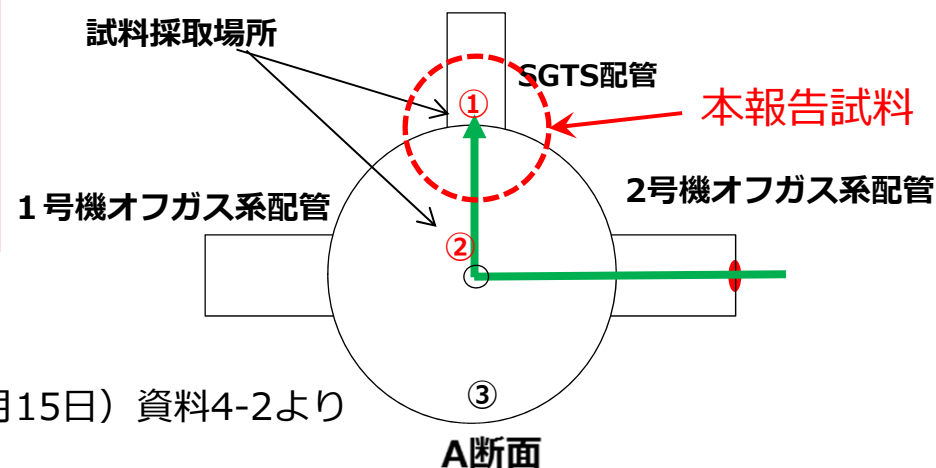 試料採取場所
SGTS配管
①
本報告試料
１号機オフガス系配管
2号機オフガス系配管
②
③
月15日）資料4-2より
A断面